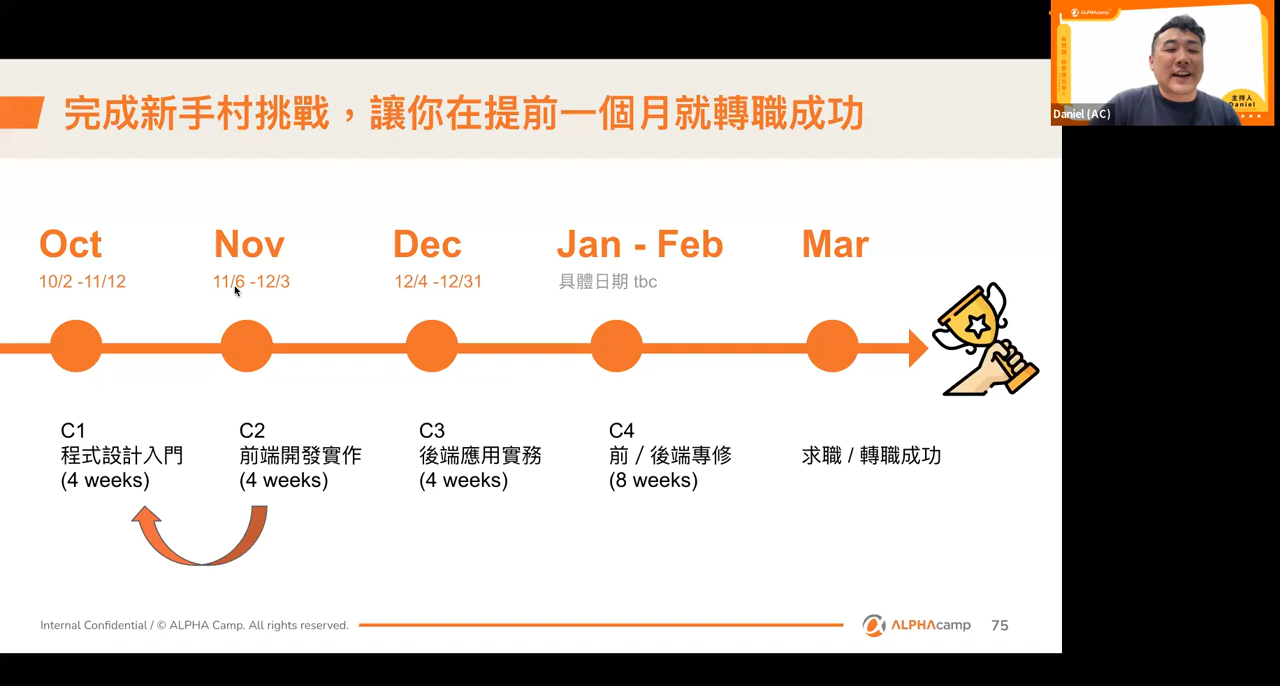 完成新手村挑戰，讓你在提前一個月就轉職成功
Oct
10/2 -11/12
Nov
11/6 -12/3
Dec
12/4 -12/31
Jan - Feb
具體日期 tbc
Mar
C1
程式設計入門
(4 weeks)
C2
前端開發實作
(4 weeks)
C3
後端應用實務
(4 weeks)
C4
前 / 後端專修
(8 weeks)
求職 / 轉職成功
Internal Confidential / © ALPHA Camp. All rights reserved.
ALPHAcamp
75
ALPHAcamp
主持人
Daniel
Daniel (AC)